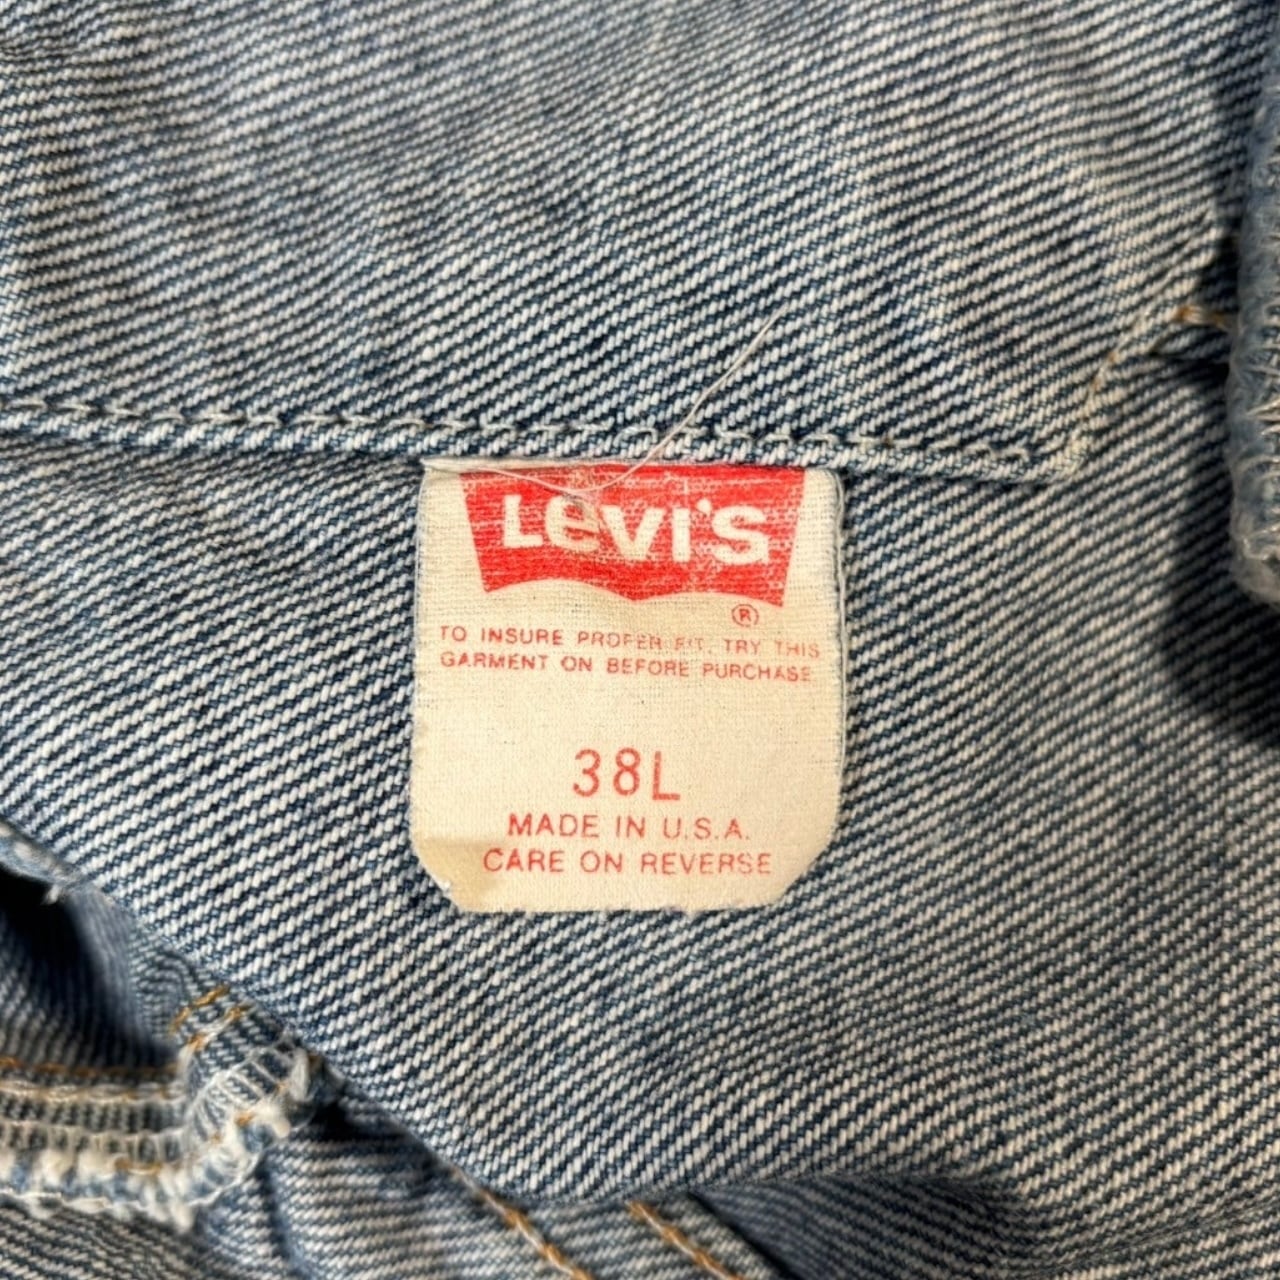 LeVI'S
®
TO INSURE PROPER FIT, TRY THIS
GARMENT ON BEFORE PURCHASE
38L
MADE IN U.S.A.
CARE ON REVERSE